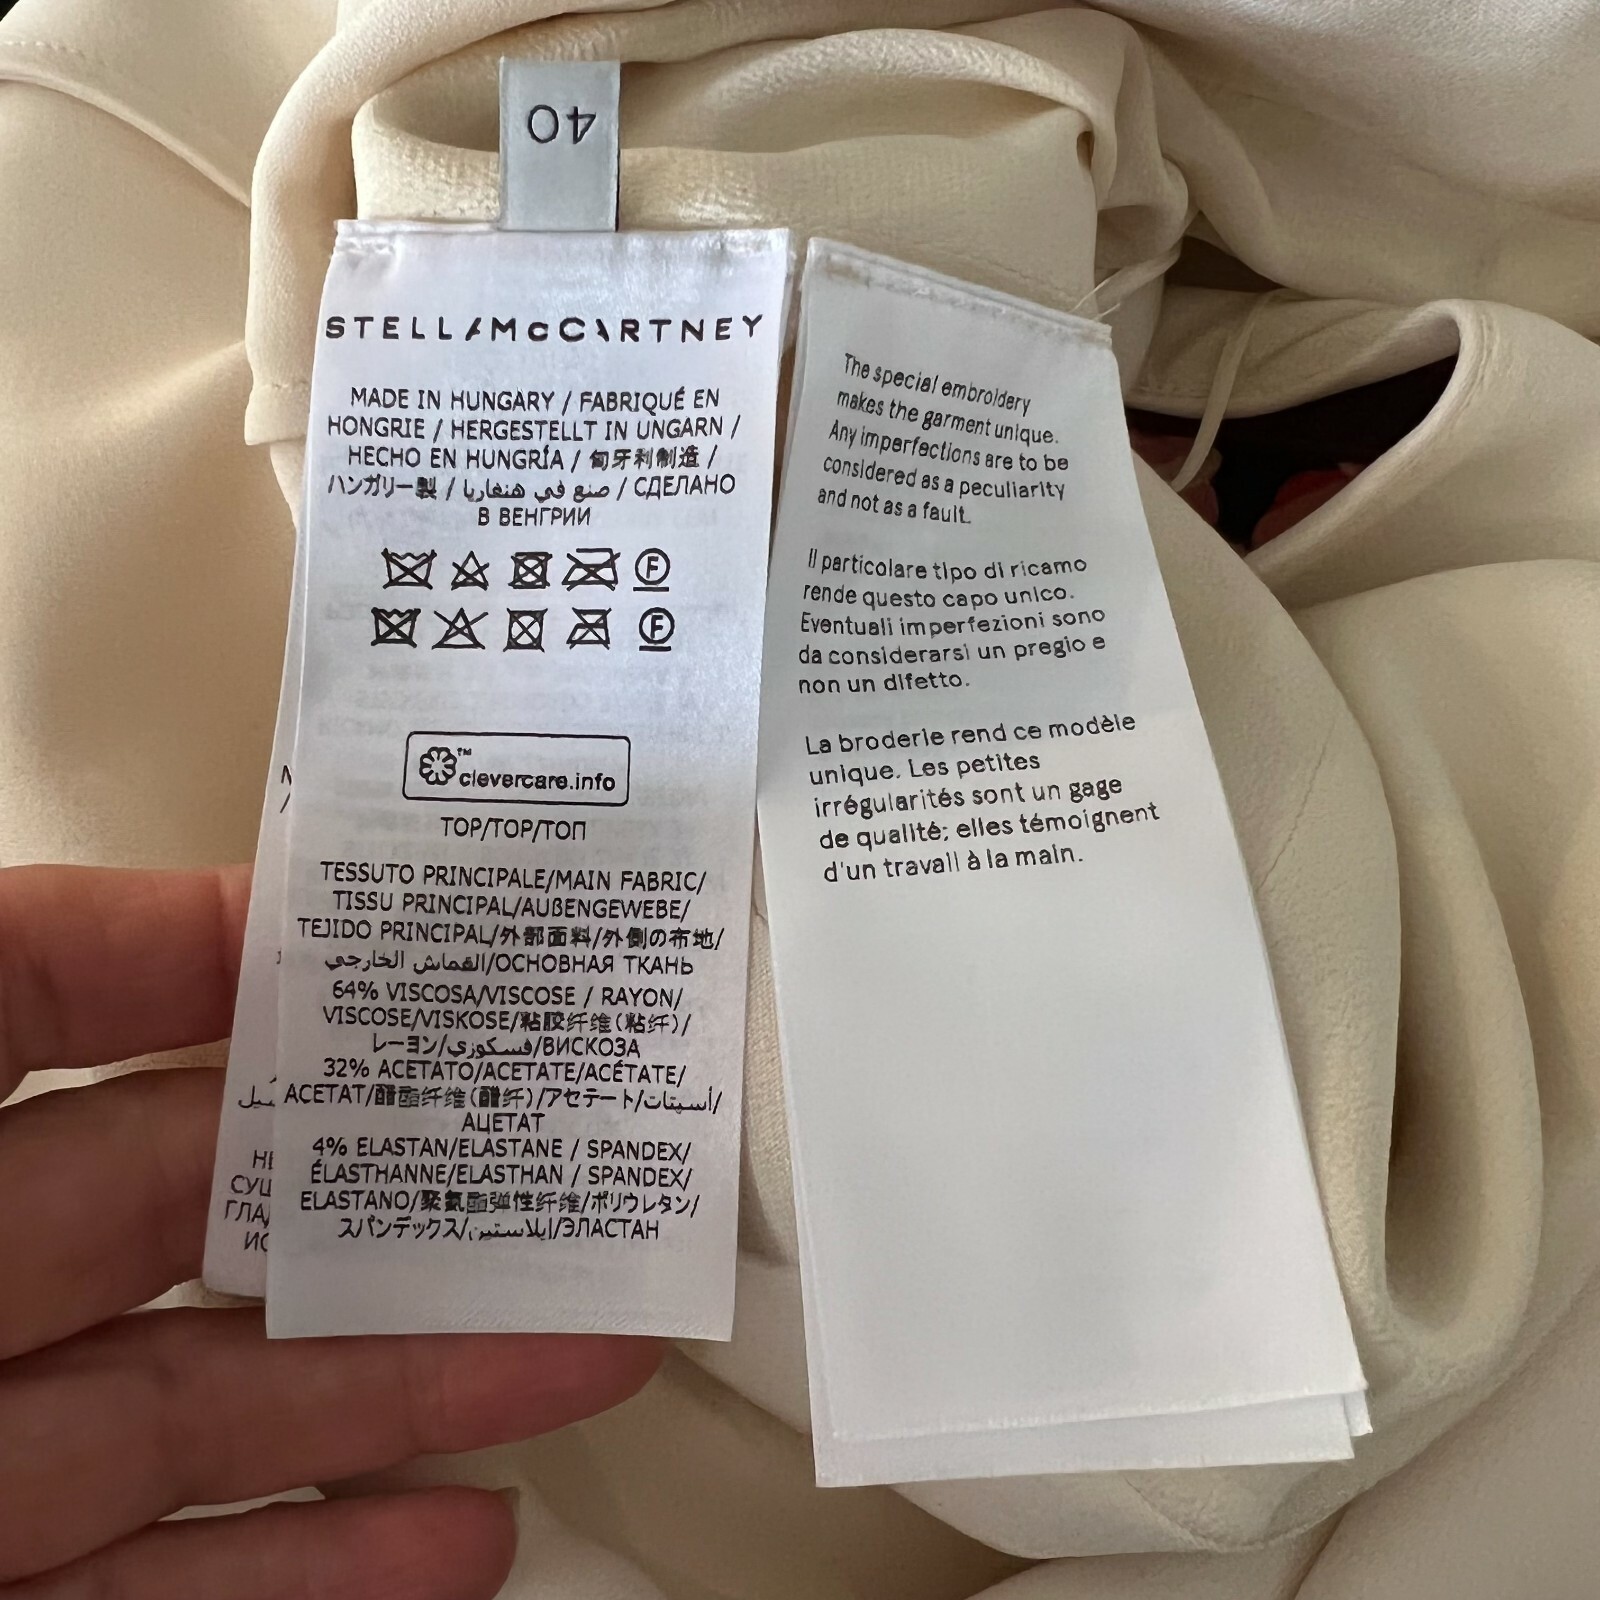 40
STELLA McCARTNEY
MADE IN HUNGARY / FABRIQUÉ EN
HONGRIE / HERGESTELLT IN UNGARN /
HECHO EN HUNGRÍA / 匈牙利制造 /
ハンガリー製 / صنع في هنغاريا / СДЕЛАНО
В ВЕНГРИИ
F
F
™
clevercare.info
TOP/TOP/ТОП
TESSUTO PRINCIPALE/MAIN FABRIC/
TISSU PRINCIPAL/AUßENGEWEBE/
TEJIDO PRINCIPAL/外部面料/外側の布地/
القماش الخارجي/ОСНОВНАЯ ТКАНЬ
64% VISCOSA/VISCOSE / RAYON/
VISCOSE/VISKOSE/粘胶纤维(粘纤)/
レーヨン/فسكوزي/ВИСКОЗА
32% ACETATO/ACETATE/ACÉTATE/
ACETAT/醋酯纤维(醋纤)/アセテート/أسيتات/
АЦЕТАТ
4% ELASTAN/ELASTANE / SPANDEX/
ÉLASTHANNE/ELASTHAN / SPANDEX/
ELASTANO/聚氨酯弹性纤维/ポリウレタン/
スパンデックス/إيلاستين/ЭЛАСТАН
The special embroidery
makes the garment unique.
Any imperfections are to be
considered as a peculiarity
and not as a fault.
Il particolare tipo di ricamo
rende questo capo unico.
Eventuali imperfezioni sono
da considerarsi un pregio e
non un difetto.
La broderie rend ce modèle
unique. Les petites
irrégularités sont un gage
de qualité; elles témoignent
d'un travail à la main.